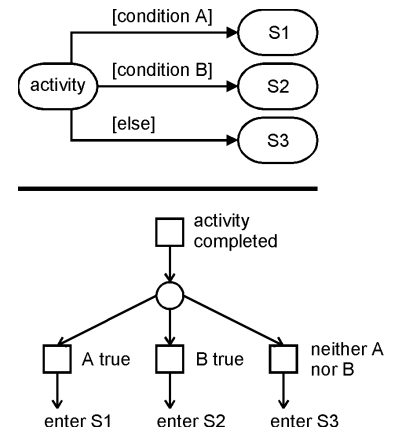 [condition A]
S1
activity
[condition B]
S2
[else]
S3
activity
completed
A true
B true
neither A
nor B
enter S1
enter S2
enter S3